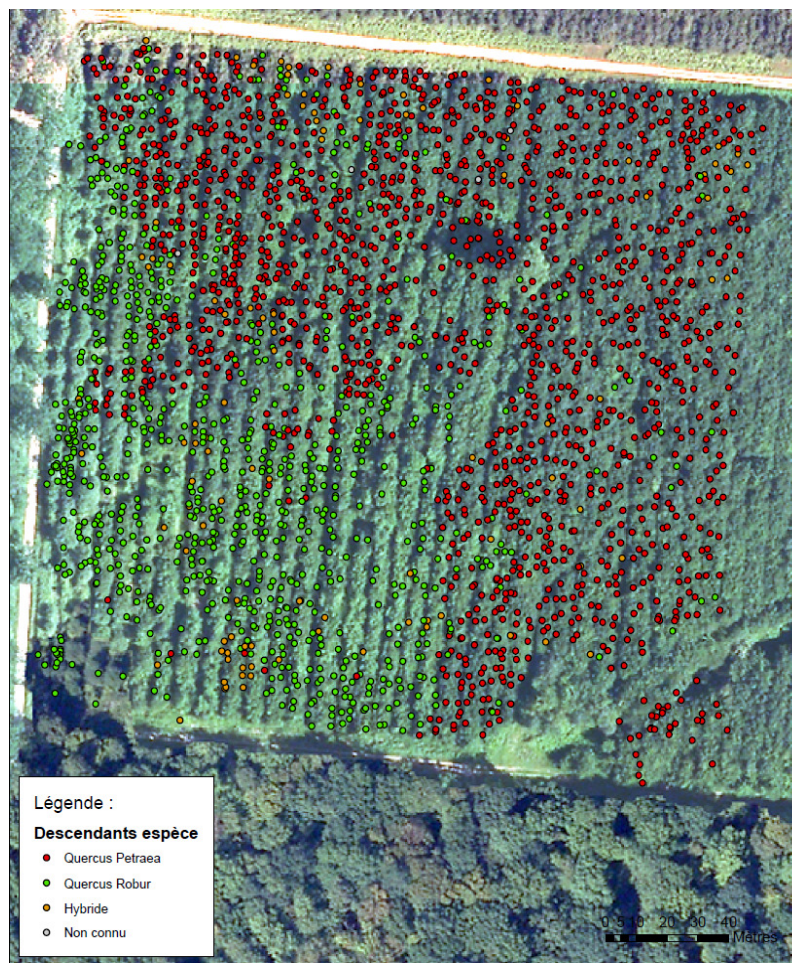 Légende :
Descendants espèce
Quercus Petraea
Quercus Robur
Hybride
Non connu
0 5 10 20 30 40
Mètres